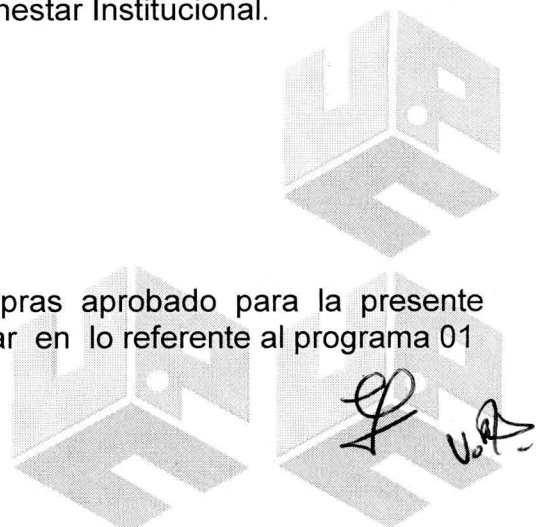 nestar Institucional.
pras aprobado para la presente
ar en lo referente al programa 01